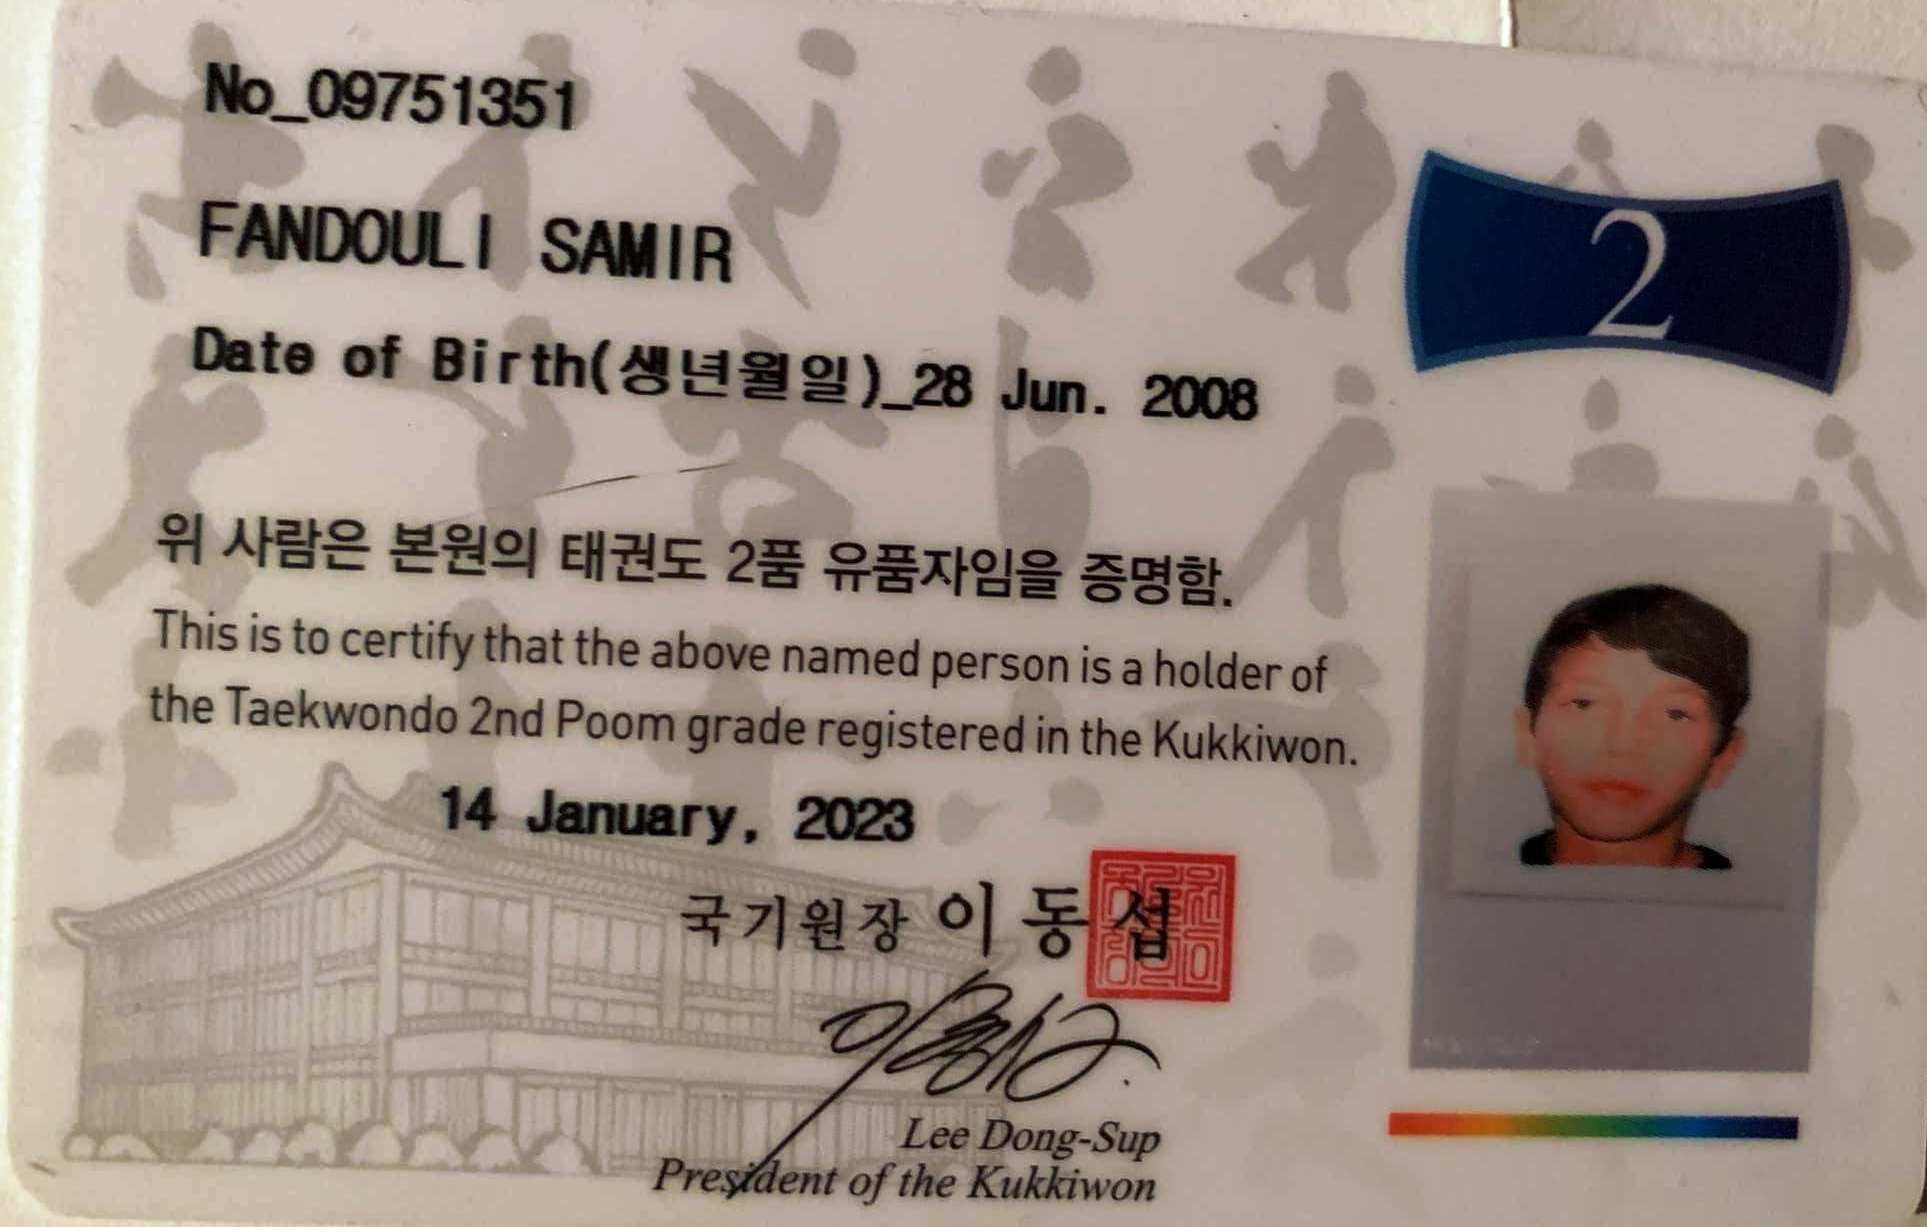 No_09751351
2
FANDOULI SAMIR
Date of Birth(생년월일)_28 Jun. 2008
위 사람은 본원의 태권도 2품 유품자임을 증명함.
This is to certify that the above named person is a holder of
the Taekwondo 2nd Poom grade registered in the Kukkiwon.
14 January, 2023
국기원장 이동섭
Lee Dong-Sup
President of the Kukkiwon